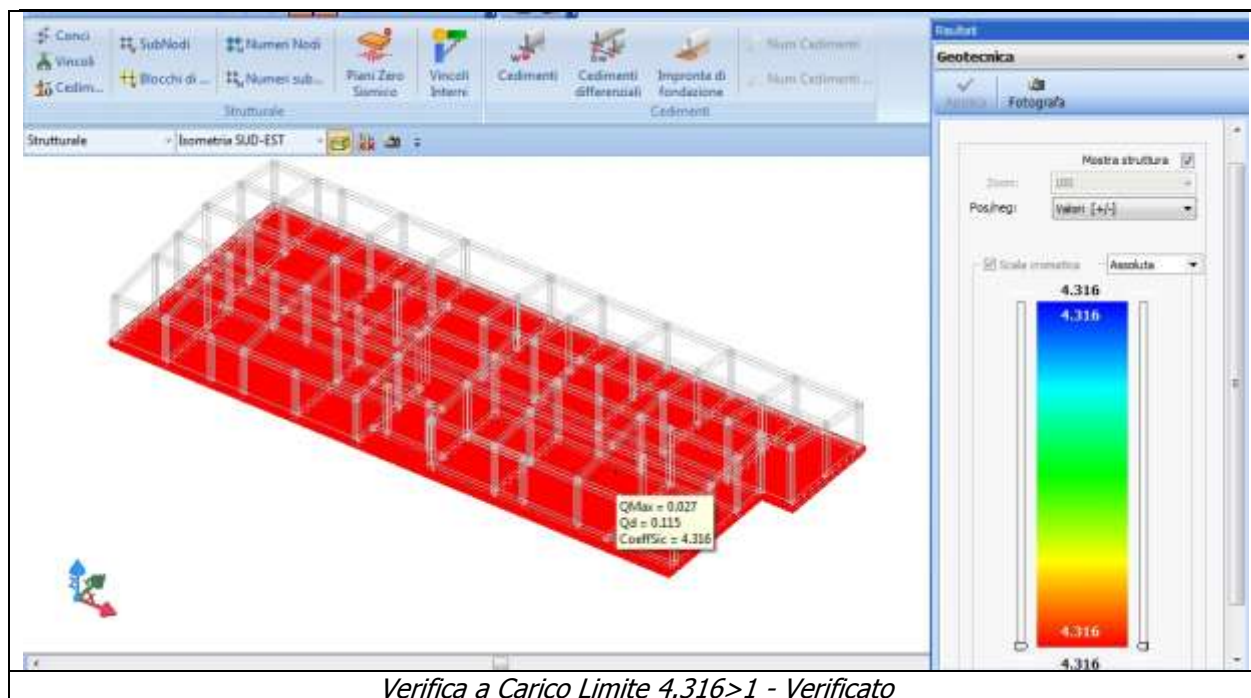 Conci
SubNodi
Numeri Nodi
Vincoli
Blocchi di ...
Numeri sub...
Cedim...
Piani Zero
Sismico
Vincoli
Interni
Cedimenti
Cedimenti
differenziali
Impronta di
fondazione
Num Cedimenti
Num Cedimenti ...
Strutturale
Cedimenti
Strutturale
Isometria SUD-EST
QMax = 0.027
Qd = 0.115
CoeffSic = 4.316
Risultati
Geotecnica
Applica
Fotografa
Mostra struttura
Zoom:
100
Pos/neg:
Valori [+/-]
Scala cromatica
Assoluta
4.316
4.316
4.316
4.316
Verifica a Carico Limite 4.316>1 - Verificato